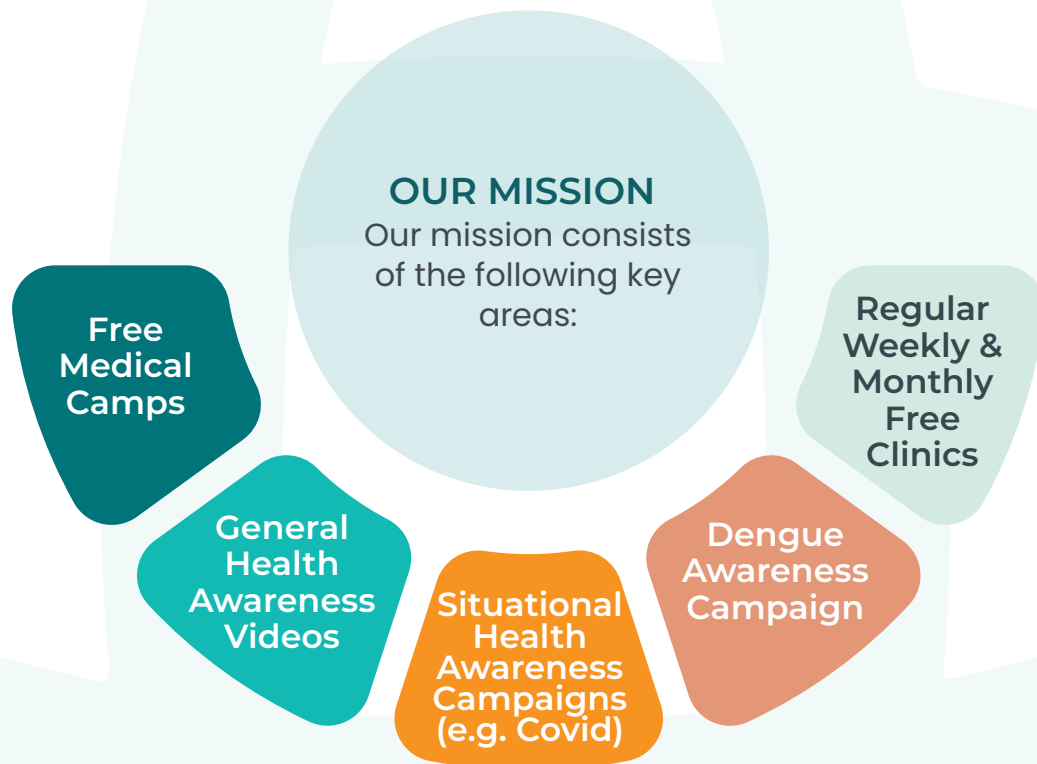 OUR MISSION
Our mission consists
of the following key
areas:
Free
Medical
Camps
General
Health
Awareness
Videos
Situational
Health
Awareness
Campaigns
(e.g. Covid)
Dengue
Awareness
Campaign
Regular
Weekly &
Monthly
Free
Clinics